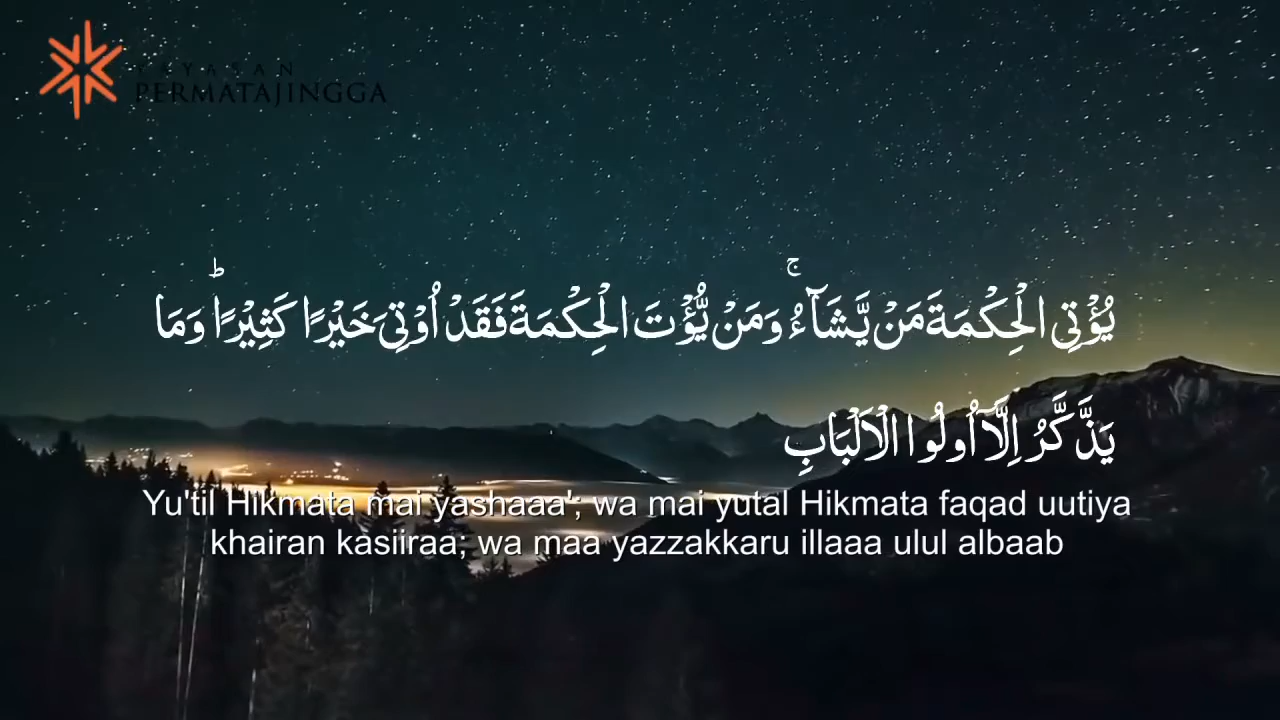 YAYASAN
PERMATAJINGGA
يُؤْتِى الْحِكْمَةَ مَنْ يَّشَاۤءُ ۚ وَمَنْ يُّؤْتَ الْحِكْمَةَ فَقَدْ اُوْتِيَ خَيْرًا كَثِيْرًا ۗ وَمَا
يَذَّكَّرُ اِلَّآ اُولُوا الْاَلْبَابِ
Yu'til Hikmata mai yashaaa'; wa mai yutal Hikmata faqad uutiya
khairan kasiiraa; wa maa yazzakkaru illaaa ulul albaab